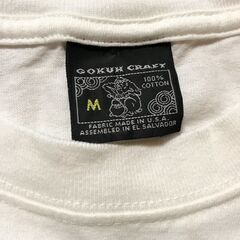 GOKUH CRAFT
100%
COTTON
M
FABRIC MADE IN U.S.A.
ASSEMBLED IN EL SALVADOR